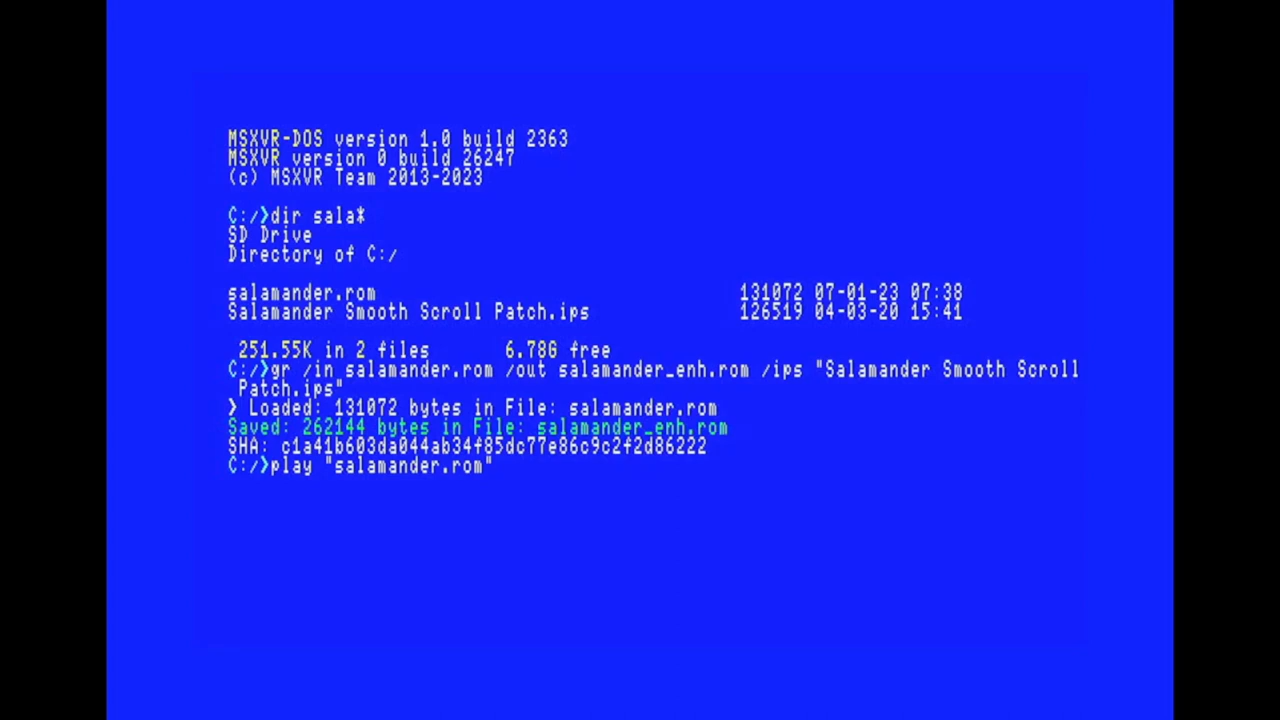 MSXVR-DOS version 1.0 build 2363
MSXVR version 0 build 26247
(c) MSXVR Team 2013-2023
C:/>dir sala*
SD Drive
Directory of C:/
salamander.rom 131072 07-01-23 07:38
Salamander Smooth Scroll Patch.ips 126519 04-03-20 15:41
251.55K in 2 files 6.78G free
C:/>gr /in salamander.rom /out salamander_enh.rom /ips "Salamander Smooth Scroll
Patch.ips"
> Loaded: 131072 bytes in File: salamander.rom
Saved: 262144 bytes in File: salamander_enh.rom
SHA: c1a41b603da044ab34f85dc77e86c9c2f2d86222
C:/>play "salamander.rom"